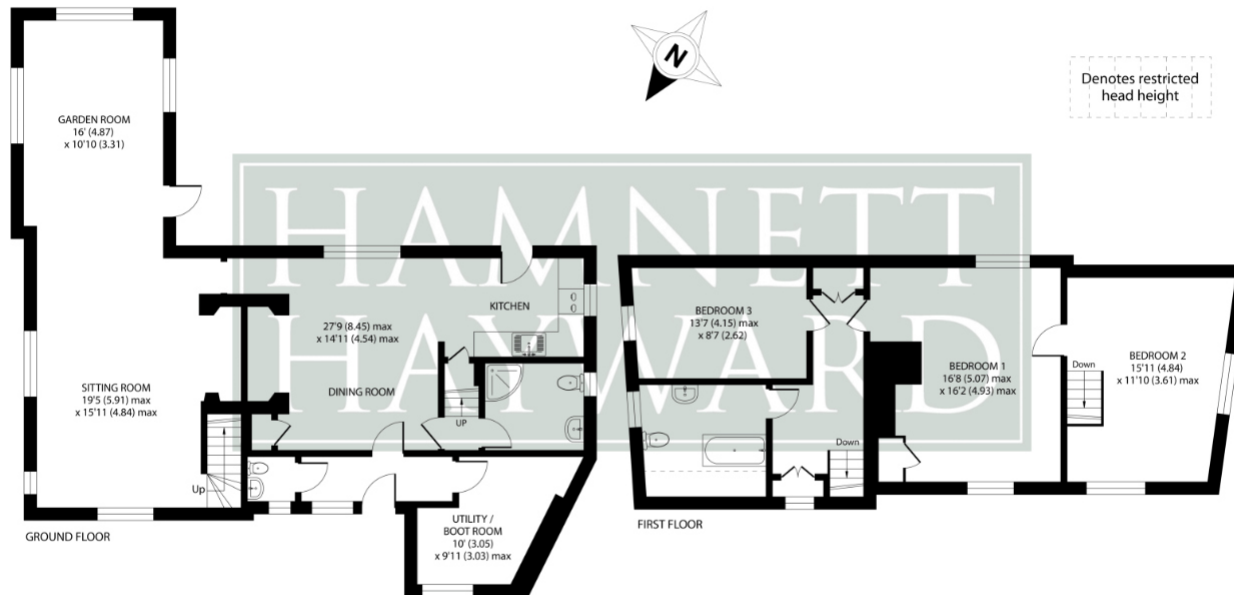 N
Denotes restricted
head height
HAMNETT
HAYWARD
GARDEN ROOM
16' (4.87)
x 10'10 (3.31)
SITTING ROOM
19'5 (5.91) max
x 15'11 (4.84) max
Up
27'9 (8.45) max
x 14'11 (4.54) max
DINING ROOM
KITCHEN
UP
UTILITY /
BOOT ROOM
10' (3.05)
x 9'11 (3.03) max
GROUND FLOOR
BEDROOM 3
13'7 (4.15) max
x 8'7 (2.62)
Down
BEDROOM 1
16'8 (5.07) max
x 16'2 (4.93) max
Down
BEDROOM 2
15'11 (4.84)
x 11'10 (3.61) max
FIRST FLOOR